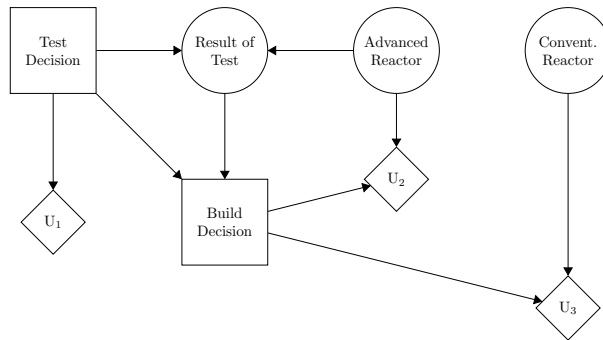 Test
Decision
Result of
Test
Advanced
Reactor
Convent.
Reactor
U₁
Build
Decision
U₂
U₃